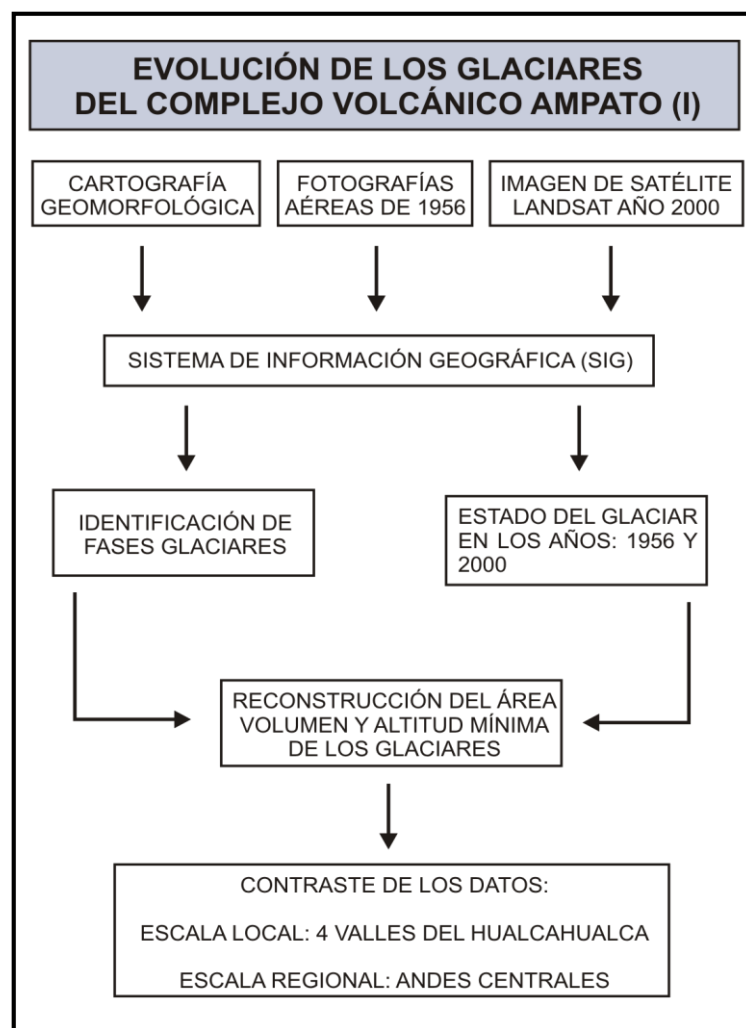 EVOLUCIÓN DE LOS GLACIARES
DEL COMPLEJO VOLCÁNICO AMPATO (I)
CARTOGRAFÍA
GEOMORFOLÓGICA
FOTOGRAFÍAS
AÉREAS DE 1956
IMAGEN DE SATÉLITE
LANDSAT AÑO 2000
SISTEMA DE INFORMACIÓN GEOGRÁFICA (SIG)
IDENTIFICACIÓN DE
FASES GLACIARES
ESTADO DEL GLACIAR
EN LOS AÑOS: 1956 Y
2000
RECONSTRUCCIÓN DEL ÁREA
VOLUMEN Y ALTITUD MÍNIMA
DE LOS GLACIARES
CONTRASTE DE LOS DATOS:
ESCALA LOCAL: 4 VALLES DEL HUALCAHUALCA
ESCALA REGIONAL: ANDES CENTRALES